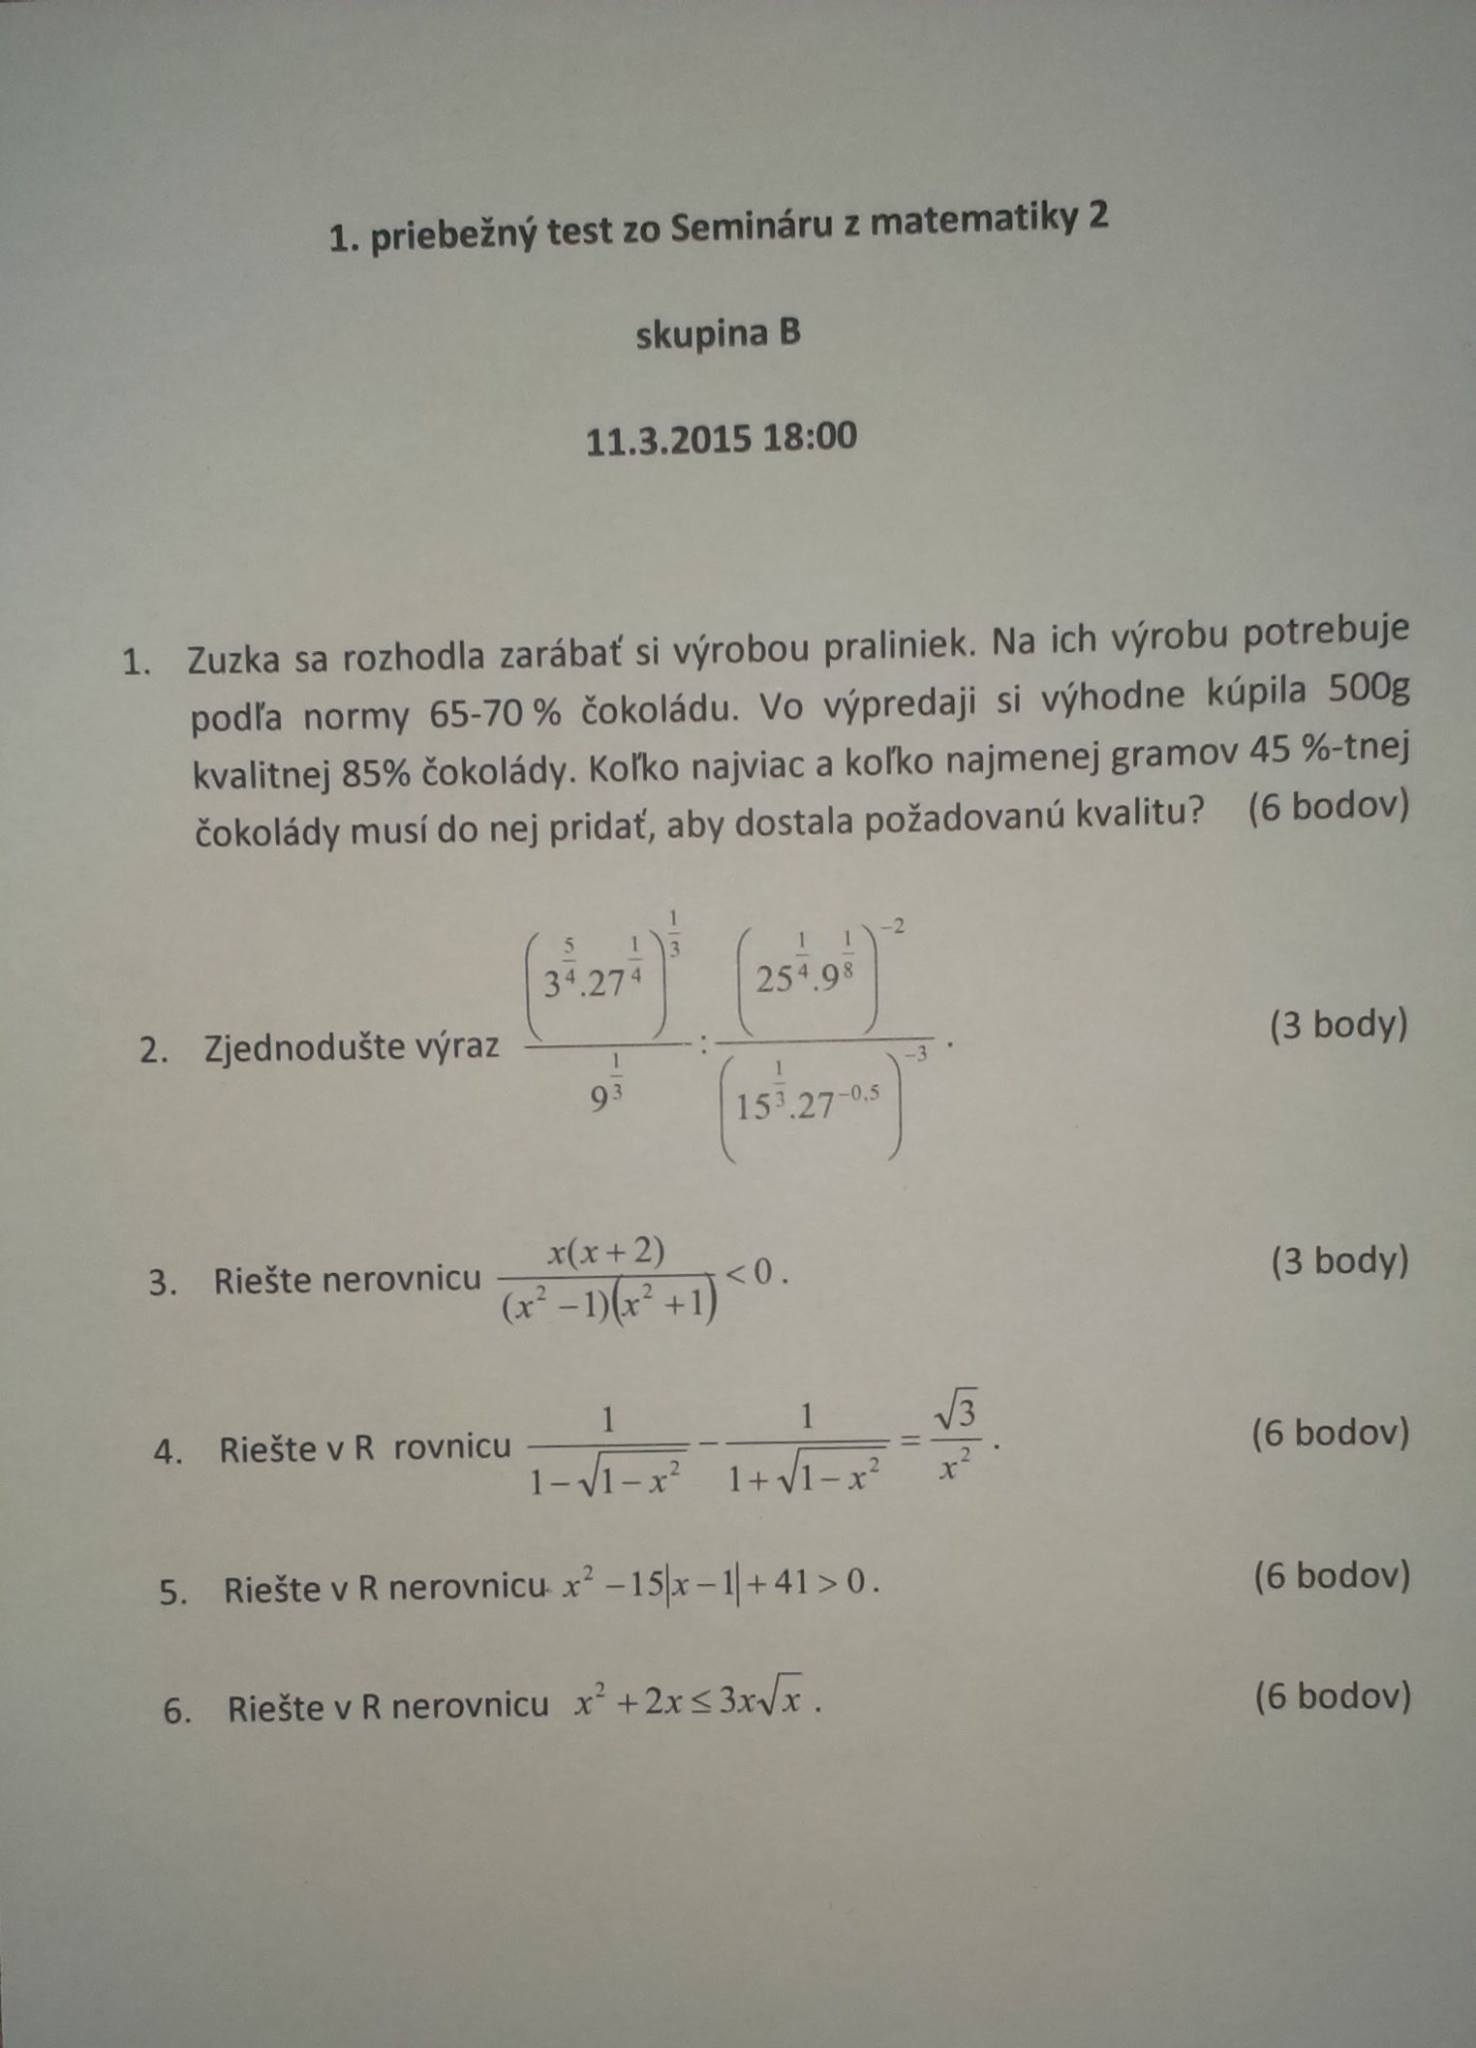 1. priebežný test zo Semináru z matematiky 2
skupina B
11.3.2015 18:00
1. Zuzka sa rozhodla zarábať si výrobou praliniek. Na ich výrobu potrebuje
podľa normy 65-70 % čokoládu. Vo výpredaji si výhodne kúpila 500g
kvalitnej 85% čokolády. Koľko najviac a koľko najmenej gramov 45 %-tnej
čokolády musí do nej pridať, aby dostala požadovanú kvalitu? (6 bodov)
2. Zjednodušte výraz \frac{\left(3^{\frac{5}{4}}.27^{\frac{1}{4}}\right)^{\frac{1}{3}}}{9^{\frac{1}{3}}} : \frac{\left(25^{\frac{1}{4}}.9^{\frac{1}{8}}\right)^{-2}}{\left(15^{\frac{1}{3}}.27^{-0,5}\right)^{-3}} . (3 body)
3. Riešte nerovnicu \frac{x(x+2)}{(x^2-1)(x^2+1)} < 0 . (3 body)
4. Riešte v R rovnicu \frac{1}{1-\sqrt{1-x^2}} - \frac{1}{1+\sqrt{1-x^2}} = \frac{\sqrt{3}}{x^2} . (6 bodov)
5. Riešte v R nerovnicu x² − 15|x − 1| + 41 > 0 . (6 bodov)
6. Riešte v R nerovnicu x² + 2x ≤ 3x√x . (6 bodov)